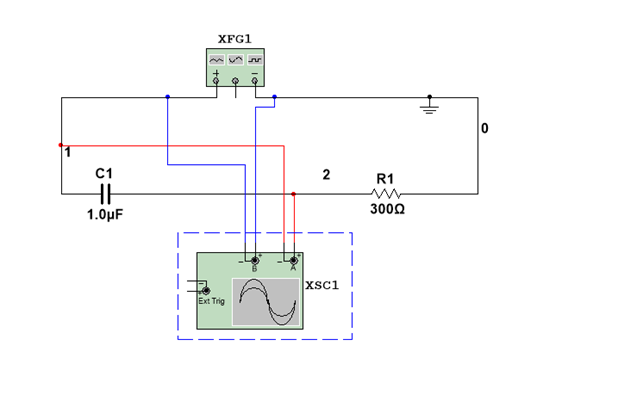 XFG1
+
−
0
1
C1
2
R1
1.0µF
300Ω
−
+
−
+
B
A
XSC1
−
+
Ext Trig